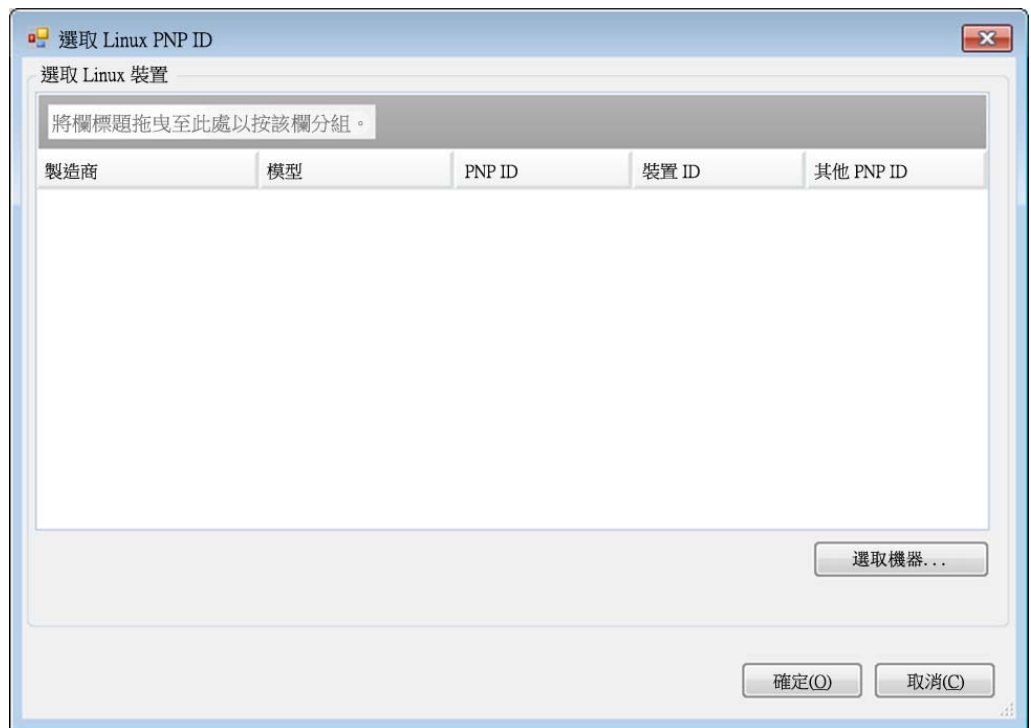 選取 Linux PNP ID
選取 Linux 裝置
將欄標題拖曳至此處以按該欄分組。
製造商 模型 PNP ID 裝置 ID 其他 PNP ID
選取機器...
確定(O) 取消(C)